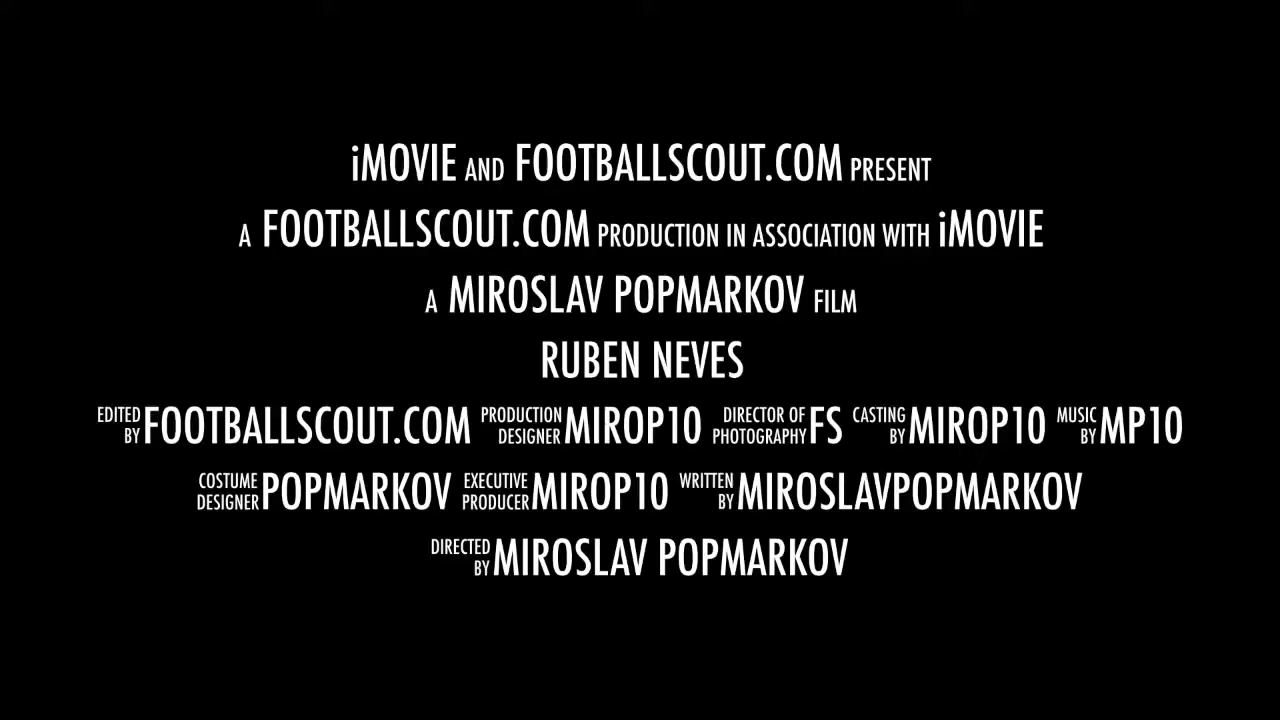 iMOVIE AND FOOTBALLSCOUT.COM PRESENT
A FOOTBALLSCOUT.COM PRODUCTION IN ASSOCIATION WITH iMOVIE
A MIROSLAV POPMARKOV FILM
RUBEN NEVES
EDITED BY FOOTBALLSCOUT.COM PRODUCTION DESIGNER MIROP10 DIRECTOR OF PHOTOGRAPHY FS CASTING BY MIROP10 MUSIC BY MP10
COSTUME DESIGNER POPMARKOV EXECUTIVE PRODUCER MIROP10 WRITTEN BY MIROSLAVPOPMARKOV
DIRECTED BY MIROSLAV POPMARKOV